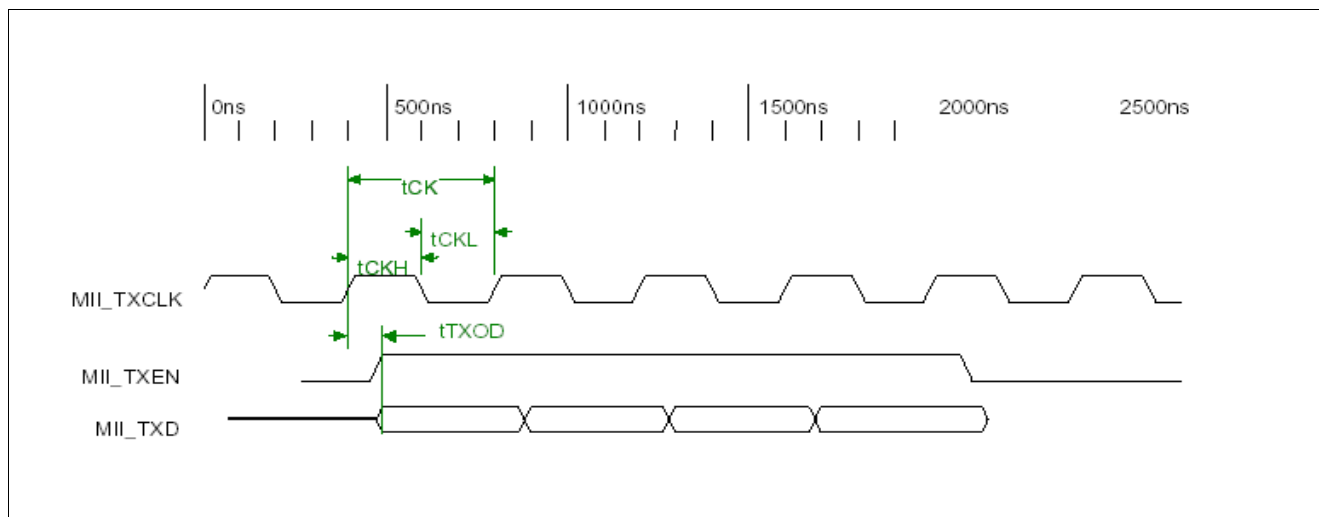 0ns 500ns 1000ns 1500ns 2000ns 2500ns
tCK
tCKL
tCKH
MII_TXCLK
tTXOD
MII_TXEN
MII_TXD